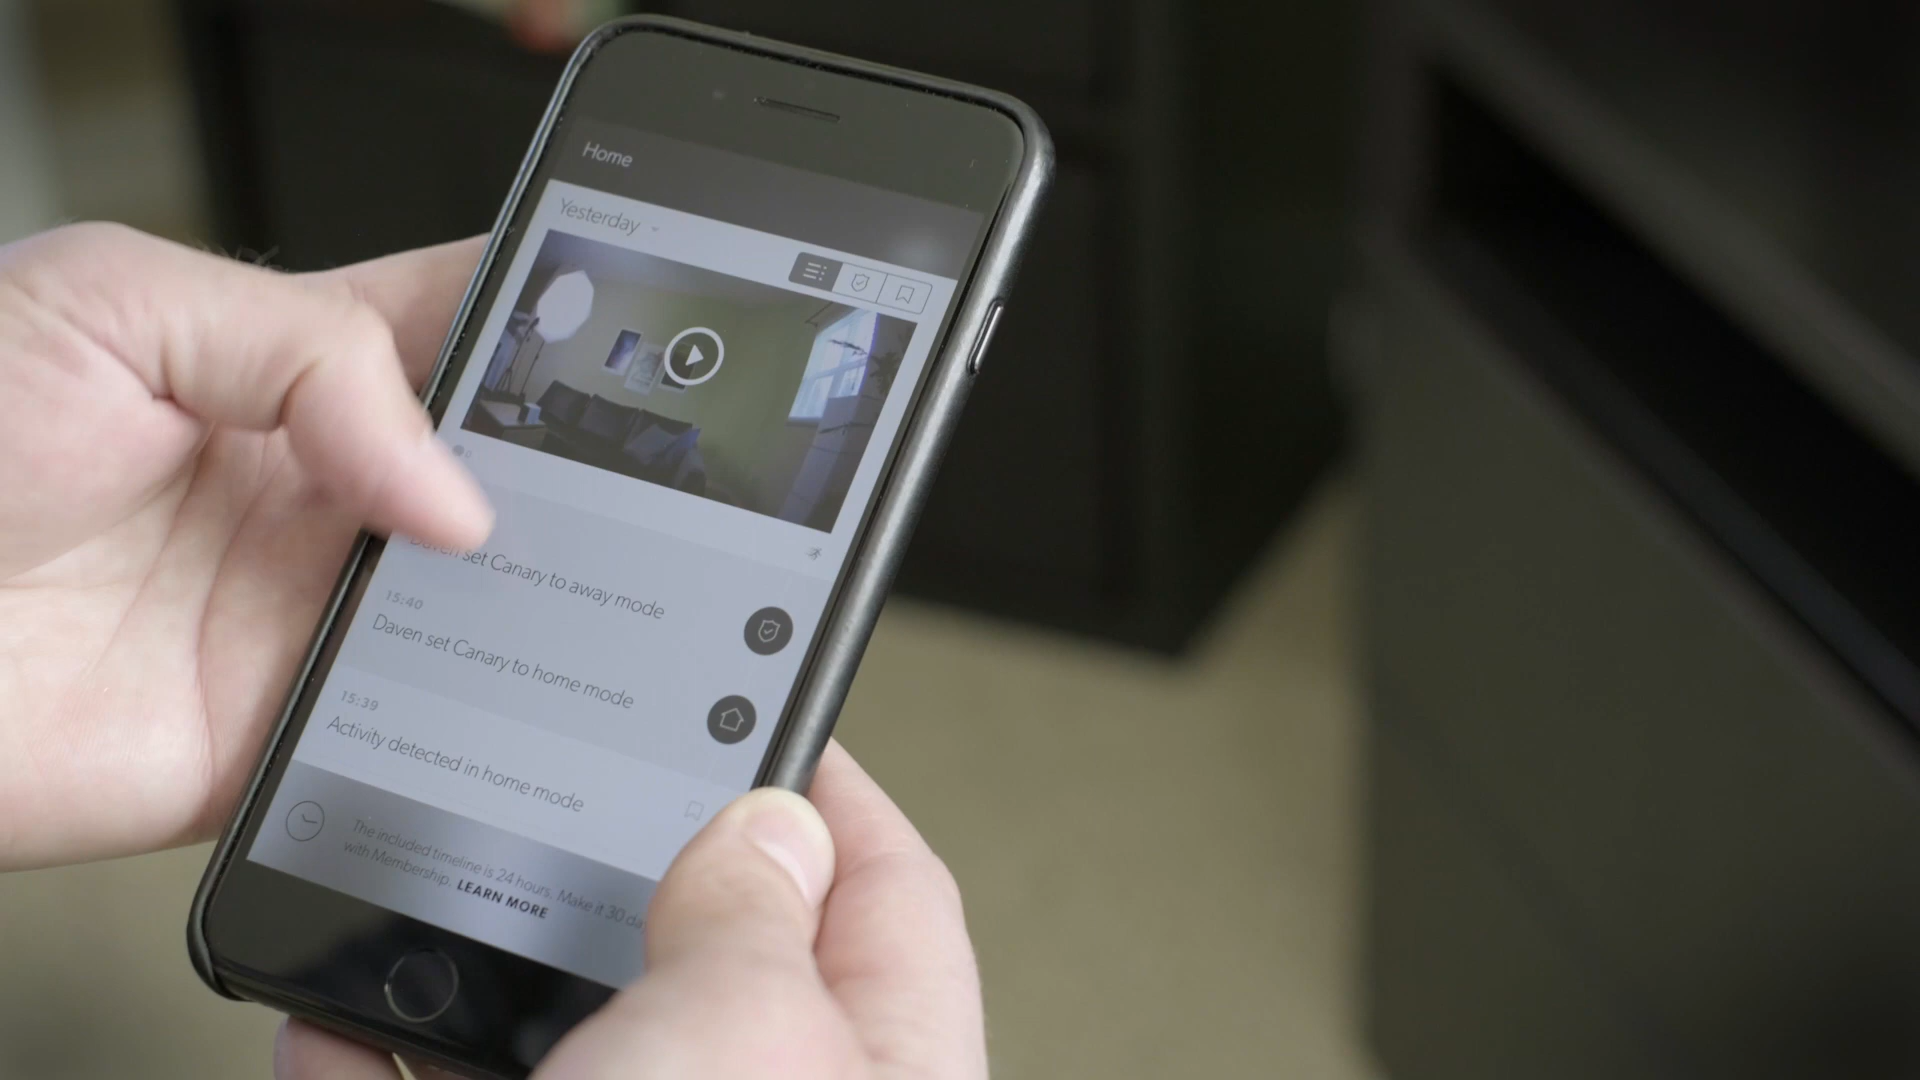 Home
Yesterday
Daven set Canary to away mode
15:40
Daven set Canary to home mode
15:39
Activity detected in home mode
The included timeline is 24 hours. Make it 30
with Membership. LEARN MORE